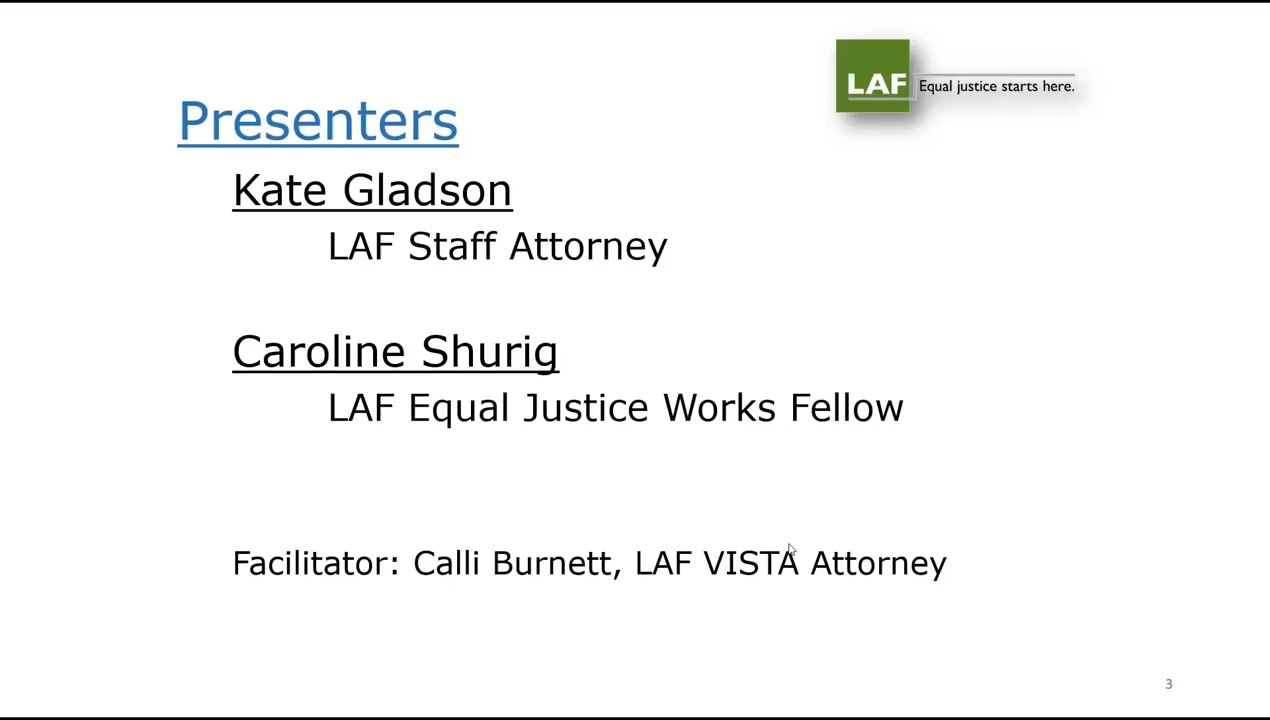 LAF Equal justice starts here.
Presenters
Kate Gladson
LAF Staff Attorney
Caroline Shurig
LAF Equal Justice Works Fellow
Facilitator: Calli Burnett, LAF VISTA Attorney
3